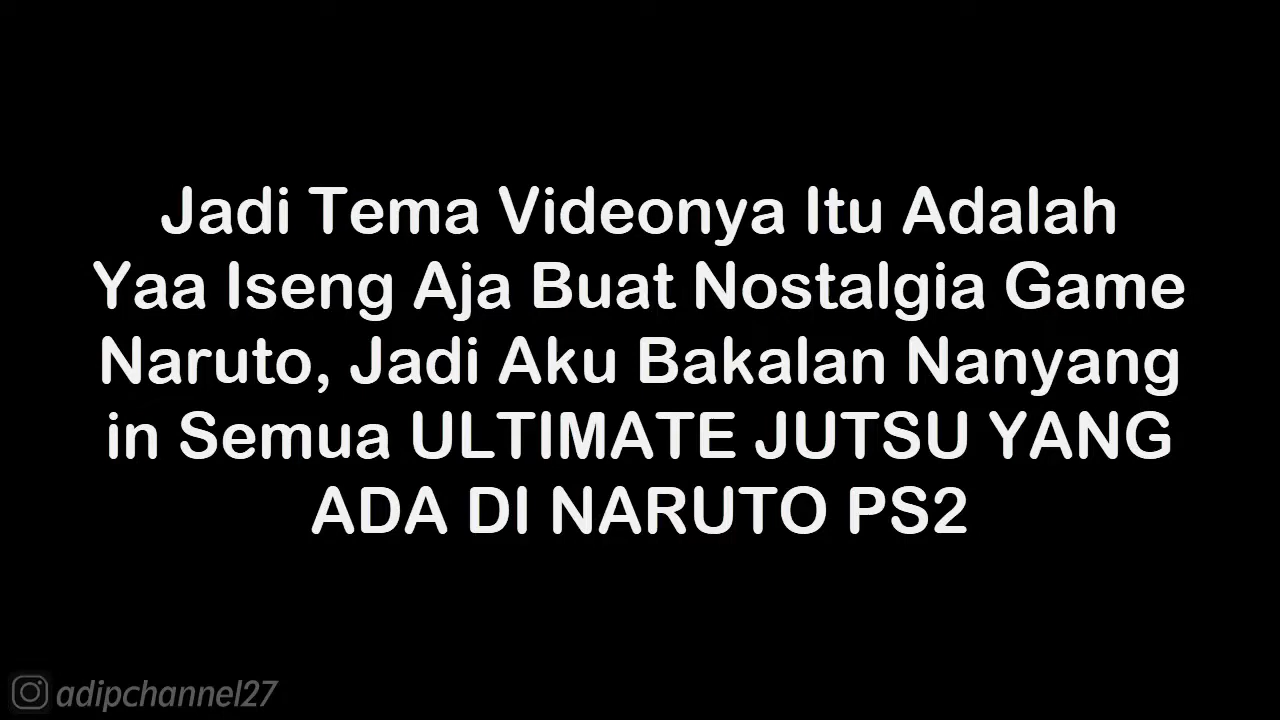 Jadi Tema Videonya Itu Adalah
Yaa Iseng Aja Buat Nostalgia Game
Naruto, Jadi Aku Bakalan Nanyang
in Semua ULTIMATE JUTSU YANG
ADA DI NARUTO PS2
adipchannel27